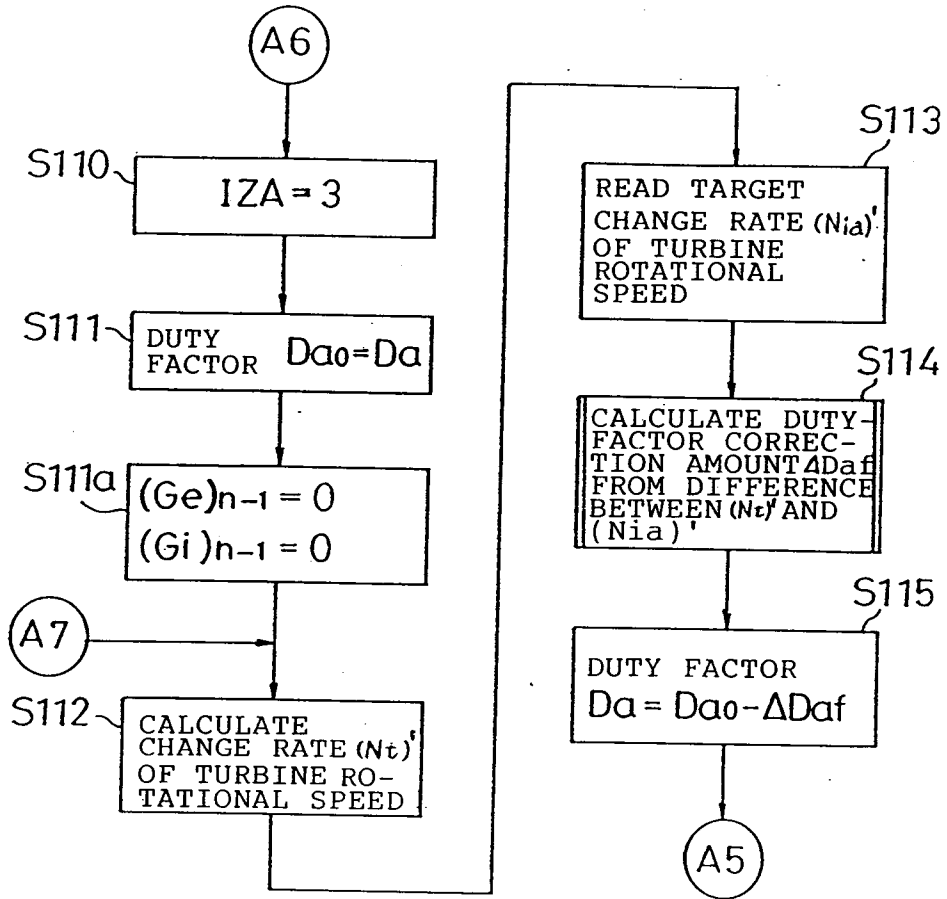 A6
S110
IZA = 3
S111
DUTY
FACTOR Dao = Da
S111a
(Ge)n-1 = 0
(Gi)n-1 = 0
A7
S112
CALCULATE
CHANGE RATE (Nt)'
OF TURBINE RO-
TATIONAL SPEED
S113
READ TARGET
CHANGE RATE (Nia)'
OF TURBINE
ROTATIONAL
SPEED
S114
CALCULATE DUTY-
FACTOR CORREC-
TION AMOUNT ΔDaf
FROM DIFFERENCE
BETWEEN (Nt)' AND
(Nia)'
S115
DUTY FACTOR
Da = Dao - ΔDaf
A5